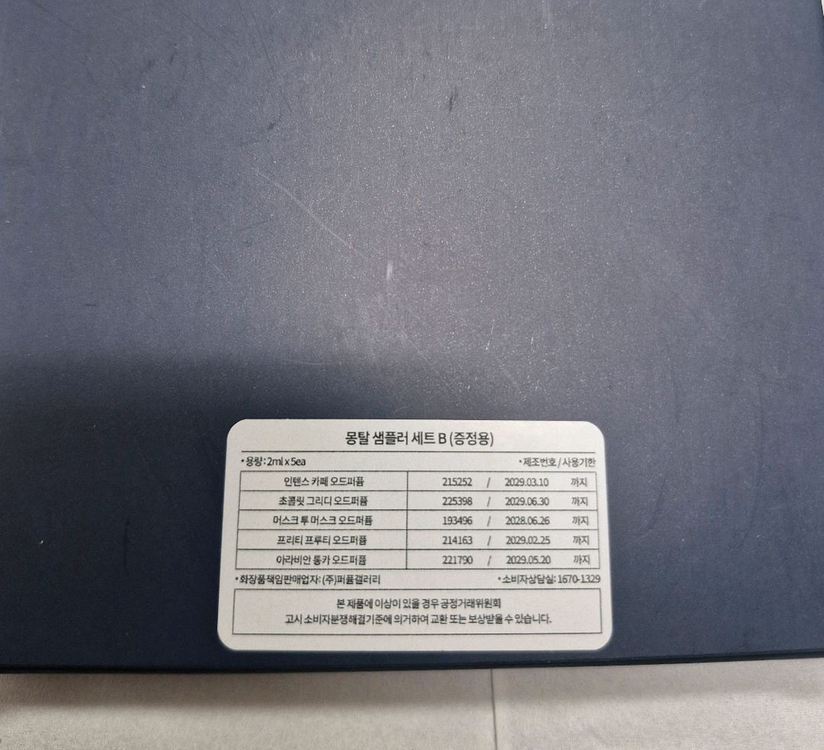 몽탈 샘플러 세트 B (증정용)
•용량: 2ml x 5ea •제조번호 / 사용기한
인텐스 카페 오드퍼퓸 215252 / 2029.03.10 까지
초콜릿 그리디 오드퍼퓸 225398 / 2029.06.30 까지
머스크 투 머스크 오드퍼퓸 193496 / 2028.06.26 까지
프리티 프루티 오드퍼퓸 214163 / 2029.02.25 까지
아라비안 통카 오드퍼퓸 221790 / 2029.05.20 까지
•화장품책임판매업자: (주)퍼퓸갤러리 •소비자상담실: 1670-1329
본 제품에 이상이 있을 경우 공정거래위원회
고시 소비자분쟁해결기준에 의거하여 교환 또는 보상받을 수 있습니다.